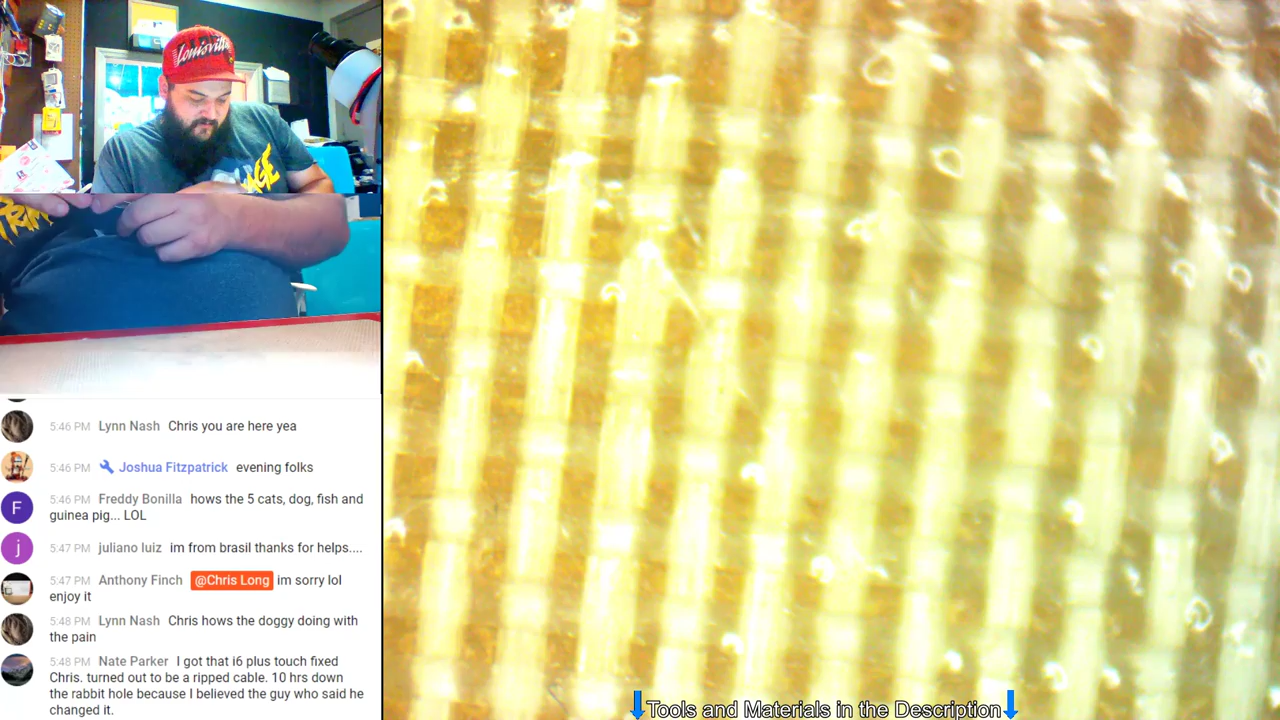 Louisville
5:46 PM Lynn Nash Chris you are here yea
5:46 PM Joshua Fitzpatrick evening folks
F
5:46 PM Freddy Bonilla hows the 5 cats, dog, fish and
guinea pig... LOL
j
5:47 PM juliano luiz im from brasil thanks for helps....
5:47 PM Anthony Finch @Chris Long im sorry lol
enjoy it
5:48 PM Lynn Nash Chris hows the doggy doing with
the pain
5:48 PM Nate Parker I got that i6 plus touch fixed
Chris. turned out to be a ripped cable. 10 hrs down
the rabbit hole because I believed the guy who said he
changed it.
Tools and Materials in the Description